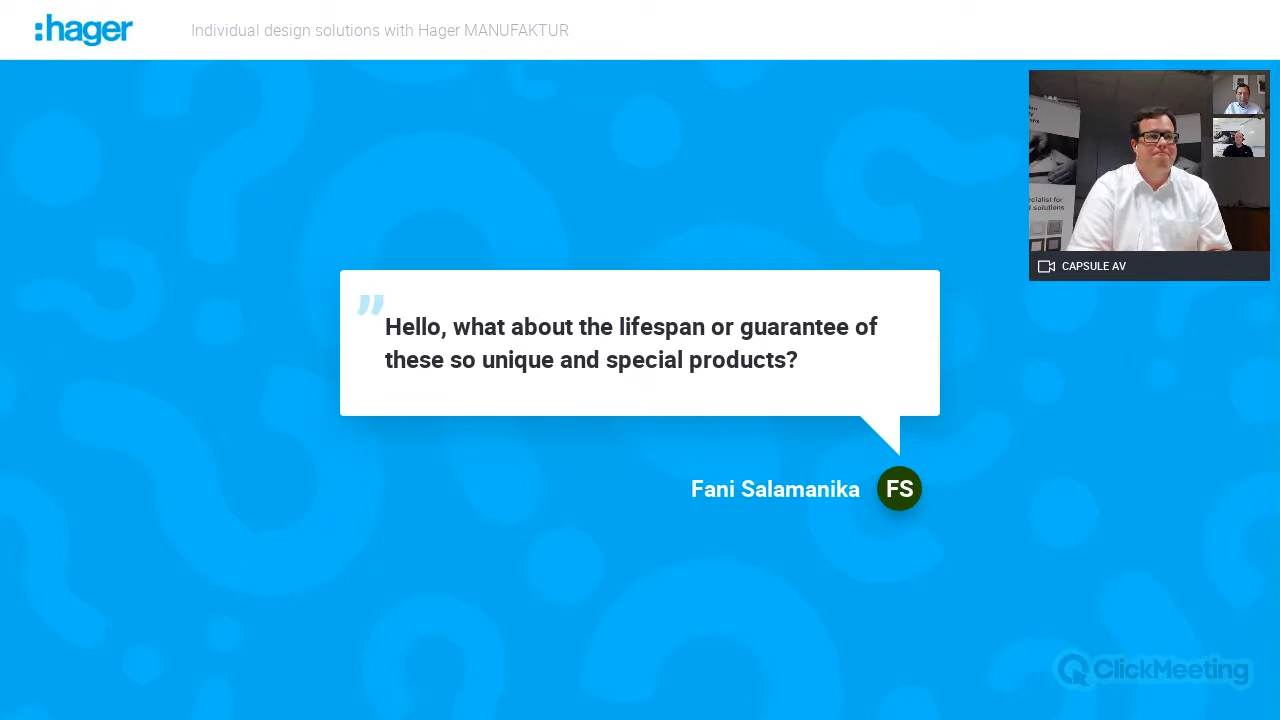 :hager
Individual design solutions with Hager MANUFAKTUR
Hello, what about the lifespan or guarantee of
these so unique and special products?
Fani Salamanika
FS
CAPSULE AV
ClickMeeting